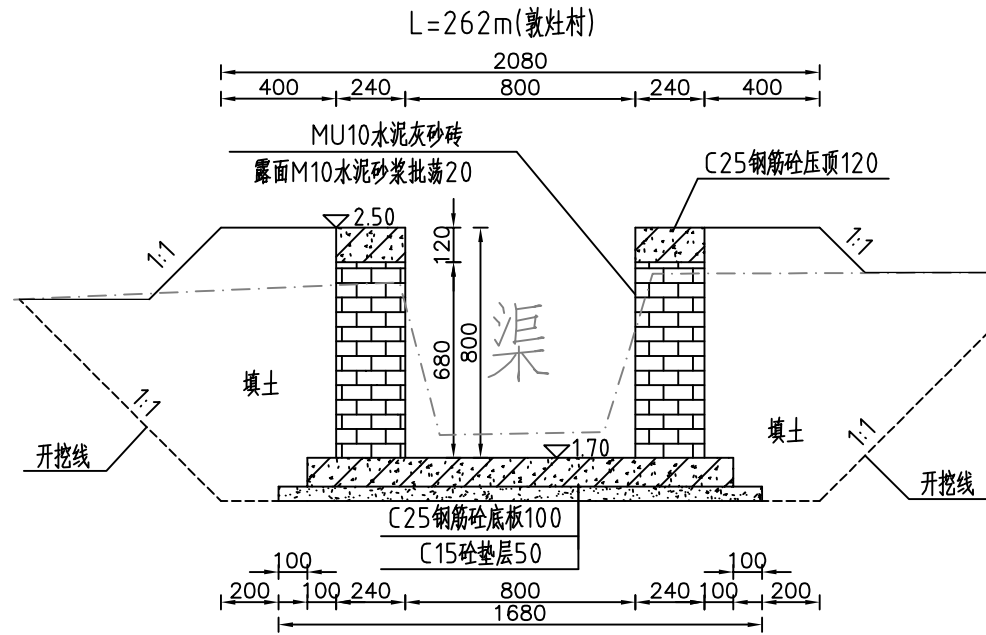 L=262m(敦灶村)
2080
400 240 800 240 400
MU10水泥灰砂砖
露面M10水泥砂浆批荡20
C25钢筋砼压顶120
2.50
120
1:1
1:1
渠
680
800
填土
填土
1:1
1:1
开挖线
开挖线
1.70
C25钢筋砼底板100
C15砼垫层50
100 100
200 100 240 800 240 100 200
1680